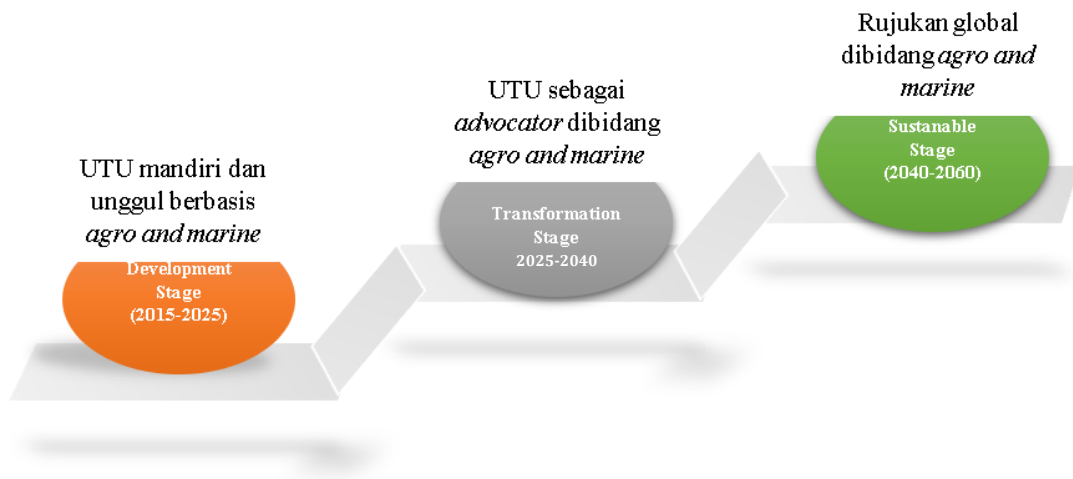 UTU mandiri dan
unggul berbasis
agro and marine
Development
Stage
(2015-2025)
UTU sebagai
advocator dibidang
agro and marine
Transformation
Stage
2025-2040
Rujukan global
dibidang agro and
marine
Sustanable
Stage
(2040-2060)